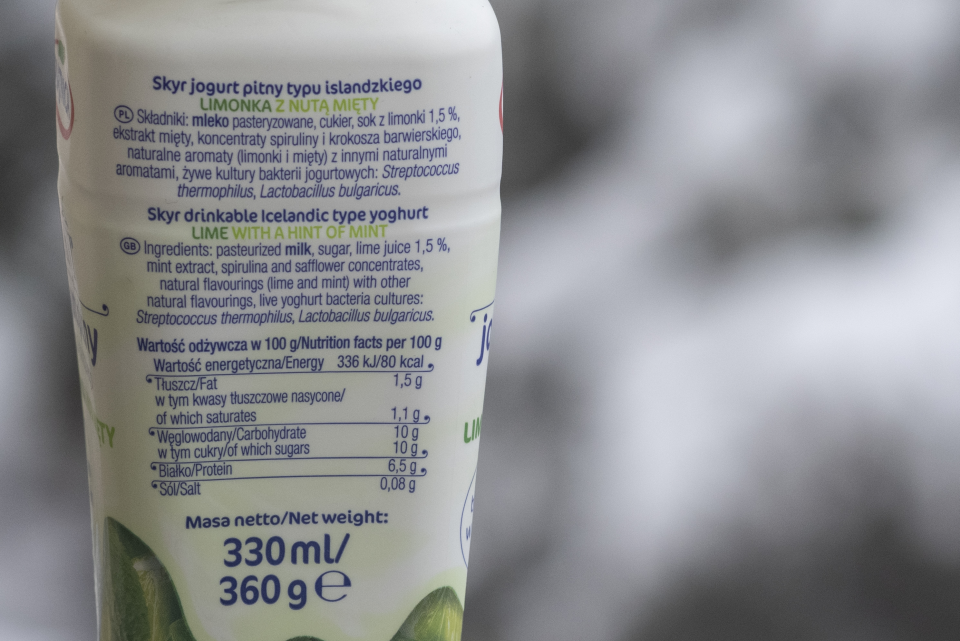 Skyr jogurt pitny typu islandzkiego
LIMONKA Z NUTĄ MIĘTY
PL Składniki: mleko pasteryzowane, cukier, sok z limonki 1,5 %,
ekstrakt mięty, koncentraty spiruliny i krokosza barwierskiego,
naturalne aromaty (limonki i mięty) z innymi naturalnymi
aromatami, żywe kultury bakterii jogurtowych: Streptococcus
thermophilus, Lactobacillus bulgaricus.
Skyr drinkable Icelandic type yoghurt
LIME WITH A HINT OF MINT
GB Ingredients: pasteurized milk, sugar, lime juice 1,5 %,
mint extract, spirulina and safflower concentrates,
natural flavourings (lime and mint) with other
natural flavourings, live yoghurt bacteria cultures:
Streptococcus thermophilus, Lactobacillus bulgaricus.
Wartość odżywcza w 100 g/Nutrition facts per 100 g
Wartość energetyczna/Energy 336 kJ/80 kcal
Tłuszcz/Fat 1,5 g
w tym kwasy tłuszczowe nasycone/
of which saturates 1,1 g
Węglowodany/Carbohydrate 10 g
w tym cukry/of which sugars 10 g
Białko/Protein 6,5 g
Sól/Salt 0,08 g
Masa netto/Net weight:
330 ml/
360 g ℮